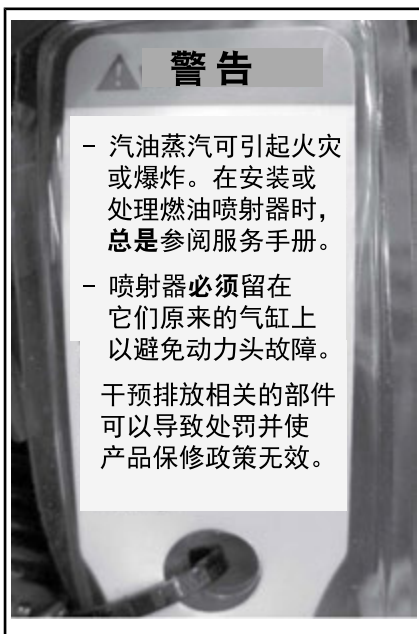 警告
- 汽油蒸汽可引起火灾
或爆炸。在安装或
处理燃油喷射器时,
总是参阅服务手册。
- 喷射器必须留在
它们原来的气缸上
以避免动力头故障。
干预排放相关的部件
可以导致处罚并使
产品保修政策无效。